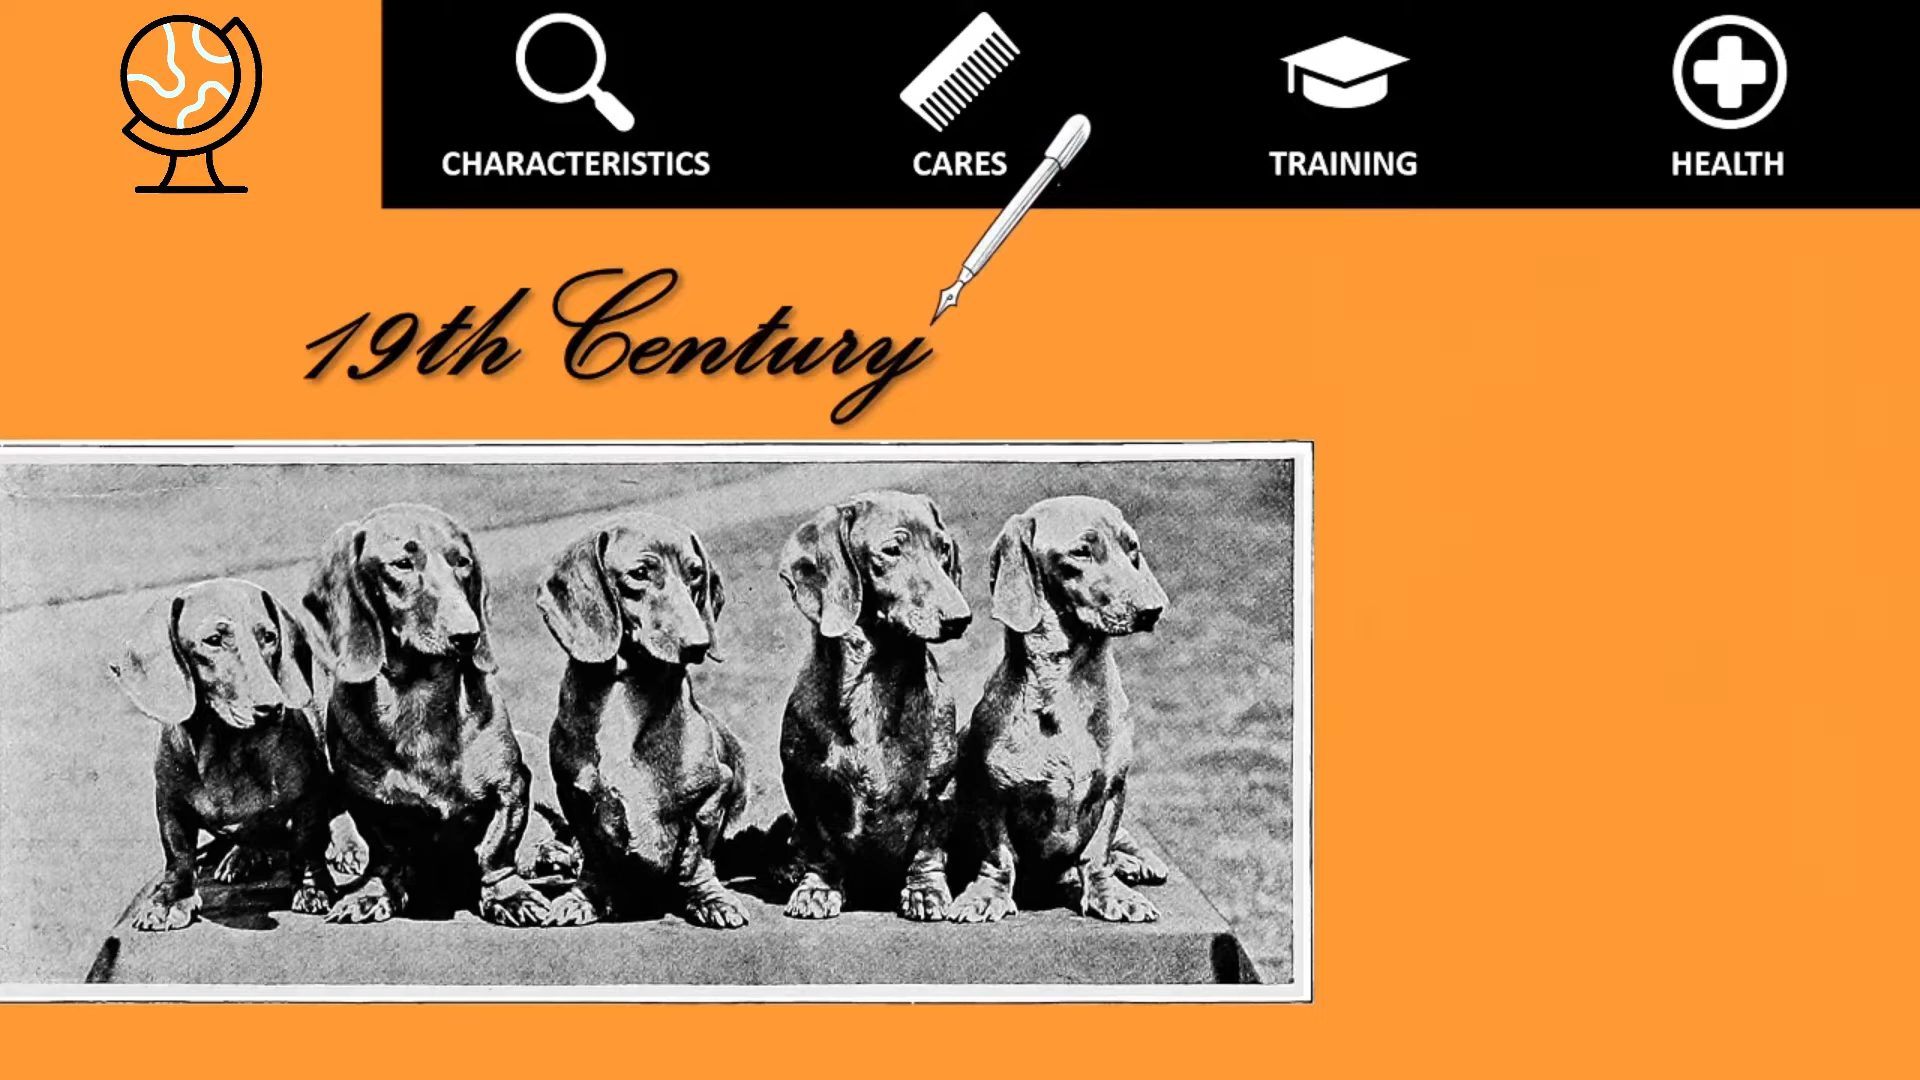 CHARACTERISTICS
CARES
TRAINING
HEALTH
19th Century